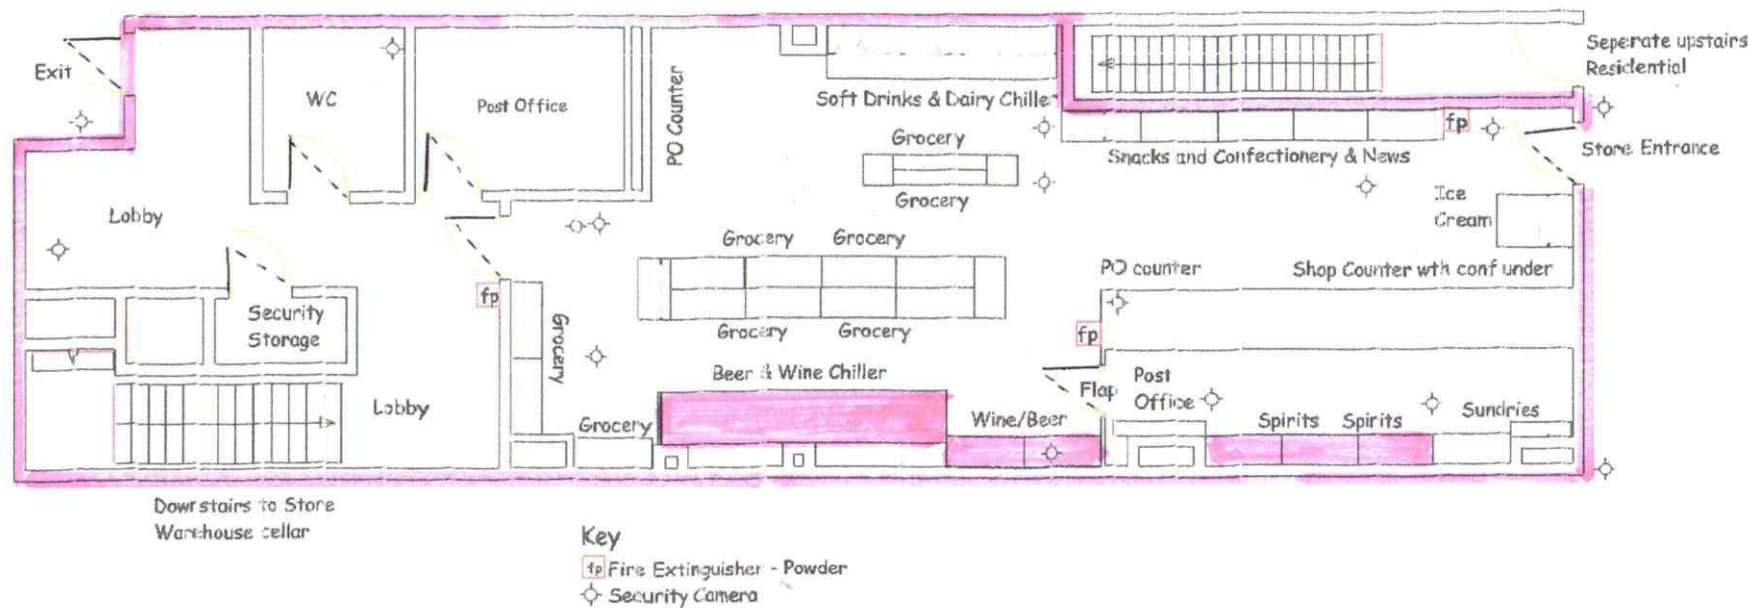 Seperate upstairs
Residential
Exit
WC
Post Office
PO Counter
Soft Drinks & Dairy Chille
fp
Grocery
Snacks and Confectionery & News
Store Entrance
Grocery
Ice
Cream
Lobby
Grocery Grocery
PO counter
Shop Counter wth conf under
fp
Security
Storage
Grocery
Grocery Grocery
fp
Beer & Wine Chiller
Flap
Post
Office
Lobby
Grocery
Wine/Beer
Spirits Spirits
Sundries
Downstairs to Store
Warehouse cellar
Key
fp Fire Extinguisher - Powder
Security Camera